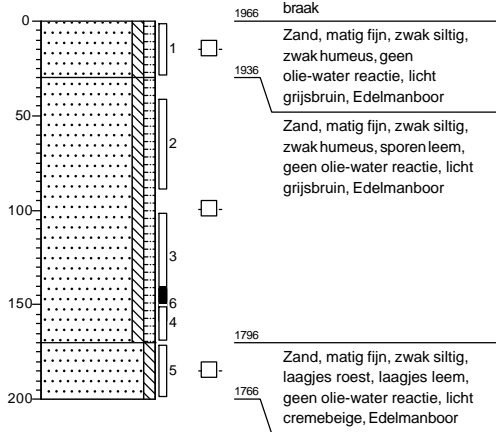 0
50
100
150
200
1
2
3
6
4
5
1966
braak
Zand, matig fijn, zwak siltig,
zwak humeus, geen
olie-water reactie, licht
grijsbruin, Edelmanboor
1936
Zand, matig fijn, zwak siltig,
zwak humeus, sporen leem,
geen olie-water reactie, licht
grijsbruin, Edelmanboor
1796
Zand, matig fijn, zwak siltig,
laagjes roest, laagjes leem,
geen olie-water reactie, licht
cremebeige, Edelmanboor
1766